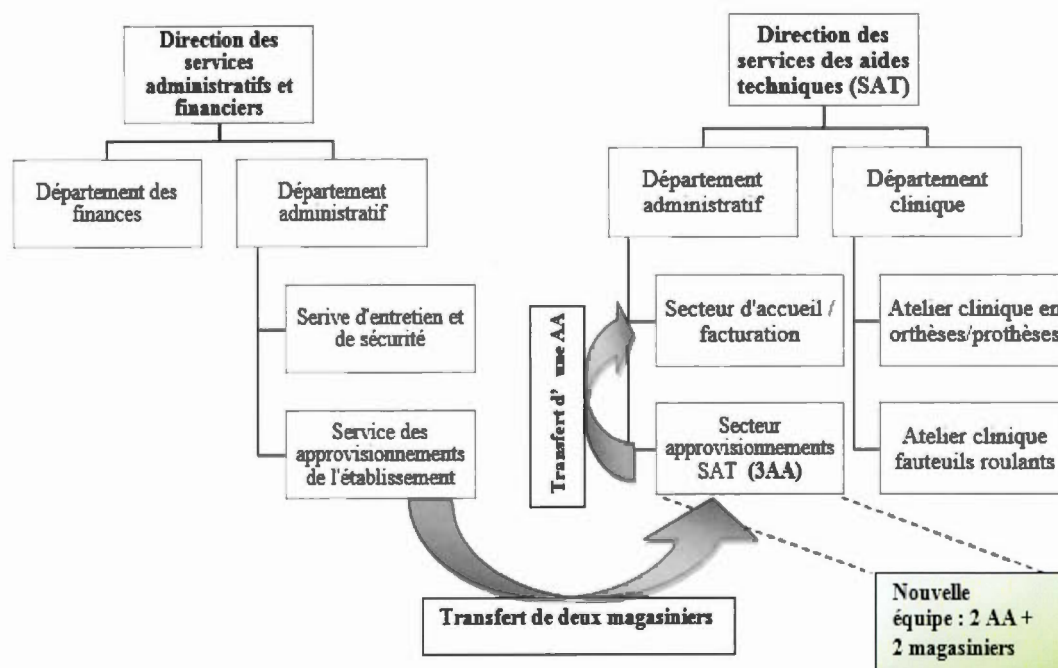 Direction des
services
administratifs et
financiers
Département des
finances
Département
administratif
Serive d'entretien et
de sécurité
Service des
approvisionnements
de l'établissement
Direction des
services des aides
techniques (SAT)
Département
administratif
Département
clinique
Secteur d'accueil /
facturation
Atelier clinique en
orthèses/prothèses
Secteur
approvisionnements
SAT (3AA)
Atelier clinique
fauteuils roulants
Transfert d' une AA
Transfert de deux magasiniers
Nouvelle
équipe : 2 AA +
2 magasiniers